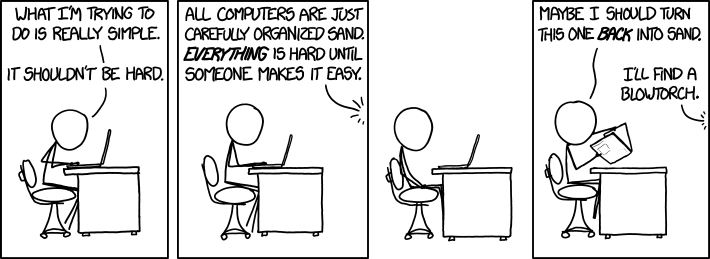 WHAT I'M TRYING TO
DO IS REALLY SIMPLE.
IT SHOULDN'T BE HARD.
ALL COMPUTERS ARE JUST
CAREFULLY ORGANIZED SAND.
EVERYTHING IS HARD UNTIL
SOMEONE MAKES IT EASY.
MAYBE I SHOULD TURN
THIS ONE BACK INTO SAND.
I'LL FIND A
BLOWTORCH.